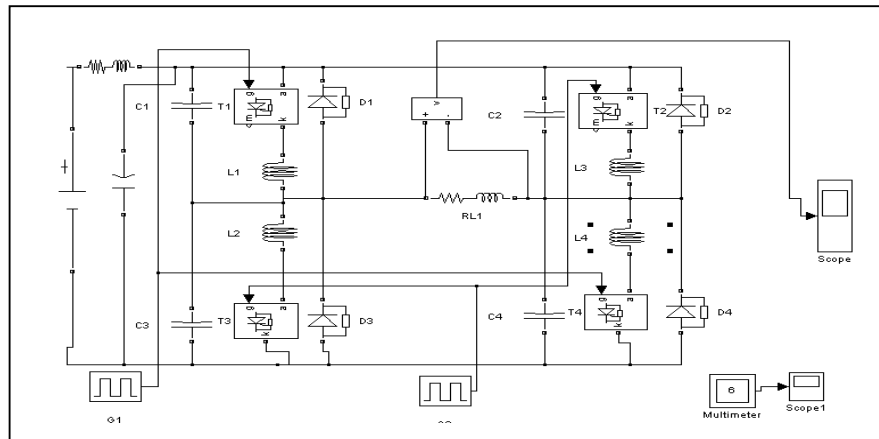 C1
T1
D1
C2
T2
D2
g
a
k
m
v
+
-
L1
L2
RL1
L3
L4
C3
T3
D3
C4
T4
D4
G1
6
Multimeter
Scope1
Scope